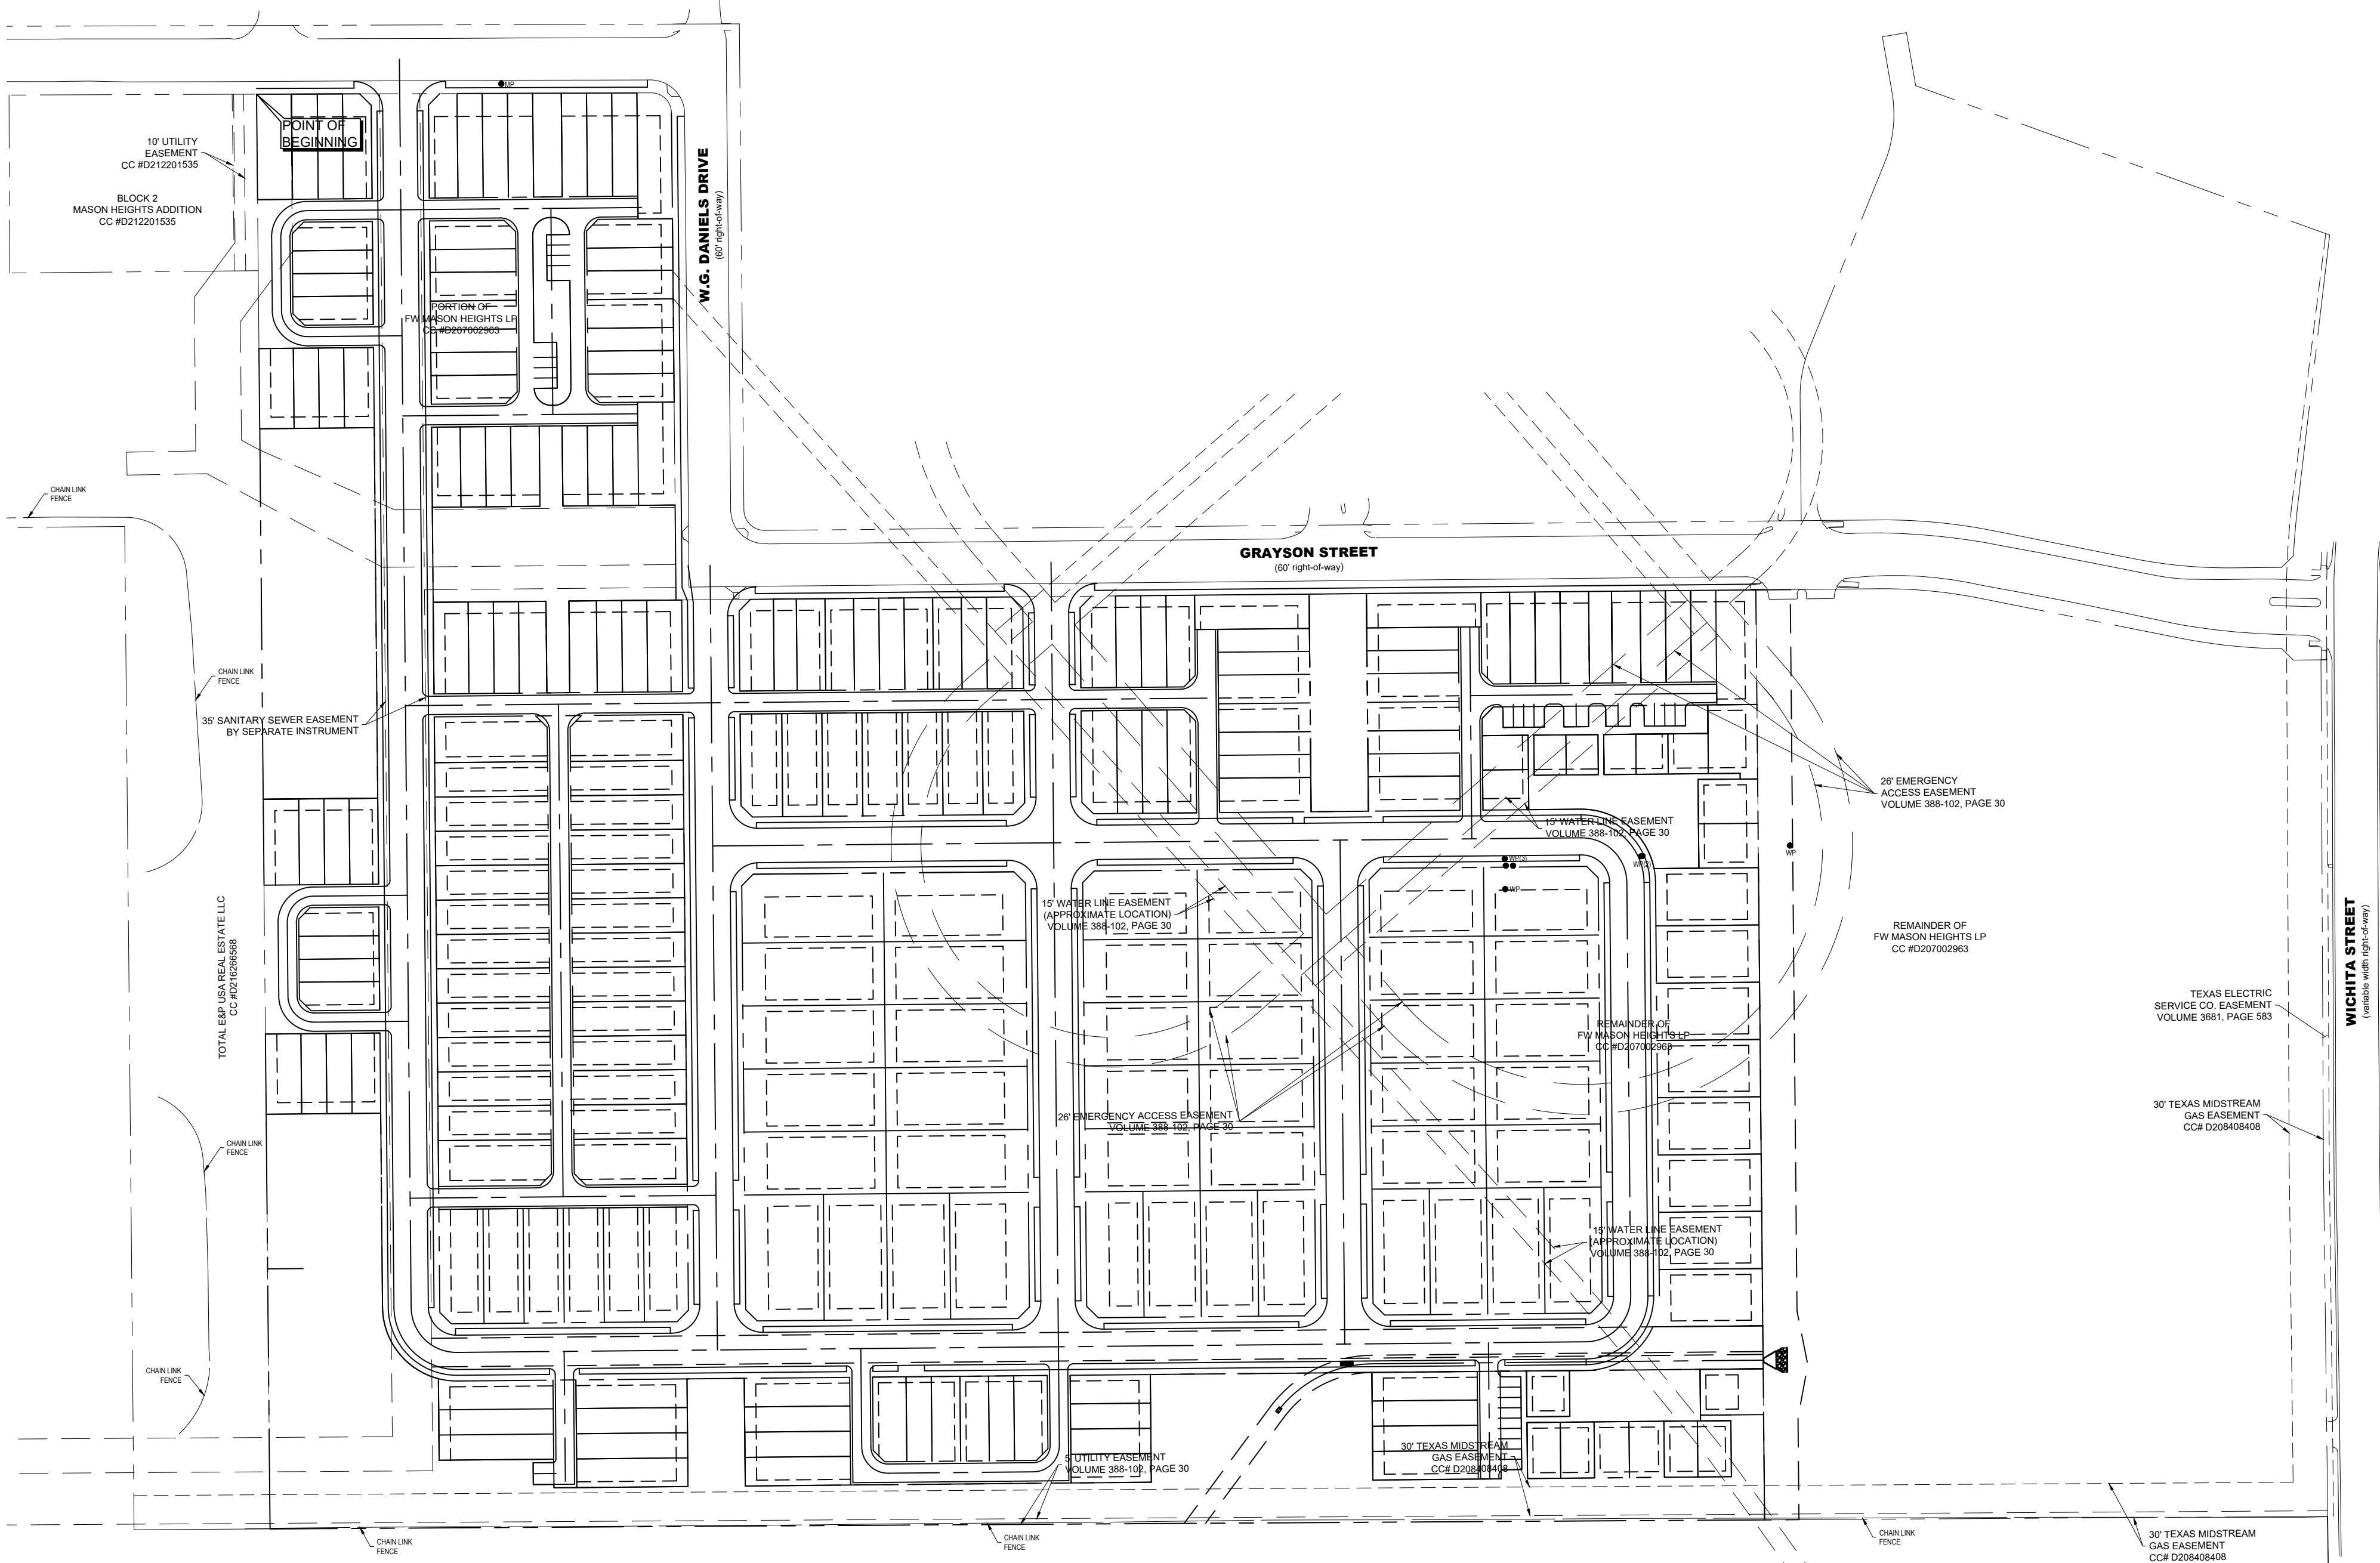 MP
POINT OF
BEGINNING
10' UTILITY
EASEMENT
CC #D212201535
BLOCK 2
MASON HEIGHTS ADDITION
CC #D212201535
W.G. DANIELS DRIVE
(60' right-of-way)
PORTION OF
FW MASON HEIGHTS LP
CC #D207002963
CHAIN LINK
FENCE
GRAYSON STREET
(60' right-of-way)
CHAIN LINK
FENCE
35' SANITARY SEWER EASEMENT
BY SEPARATE INSTRUMENT
26' EMERGENCY
ACCESS EASEMENT
VOLUME 388-102, PAGE 30
15' WATER LINE EASEMENT
VOLUME 388-102, PAGE 30
WP
WP(3)
WP(2)
WP
15' WATER LINE EASEMENT
(APPROXIMATE LOCATION)
VOLUME 388-102, PAGE 30
TOTAL E&P USA REAL ESTATE LLC
CC #D216266568
REMAINDER OF
FW MASON HEIGHTS LP
CC #D207002963
WICHITA STREET
(variable width right-of-way)
TEXAS ELECTRIC
SERVICE CO. EASEMENT
VOLUME 3681, PAGE 583
REMAINDER OF
FW MASON HEIGHTS LP
CC #D207002963
26' EMERGENCY ACCESS EASEMENT
VOLUME 388-102, PAGE 30
30' TEXAS MIDSTREAM
GAS EASEMENT
CC# D208408408
CHAIN LINK
FENCE
15' WATER LINE EASEMENT
(APPROXIMATE LOCATION)
VOLUME 388-102, PAGE 30
CHAIN LINK
FENCE
5' UTILITY EASEMENT
VOLUME 388-102, PAGE 30
30' TEXAS MIDSTREAM
GAS EASEMENT
CC# D208408408
CHAIN LINK
FENCE
CHAIN LINK
FENCE
CHAIN LINK
FENCE
30' TEXAS MIDSTREAM
GAS EASEMENT
CC# D208408408